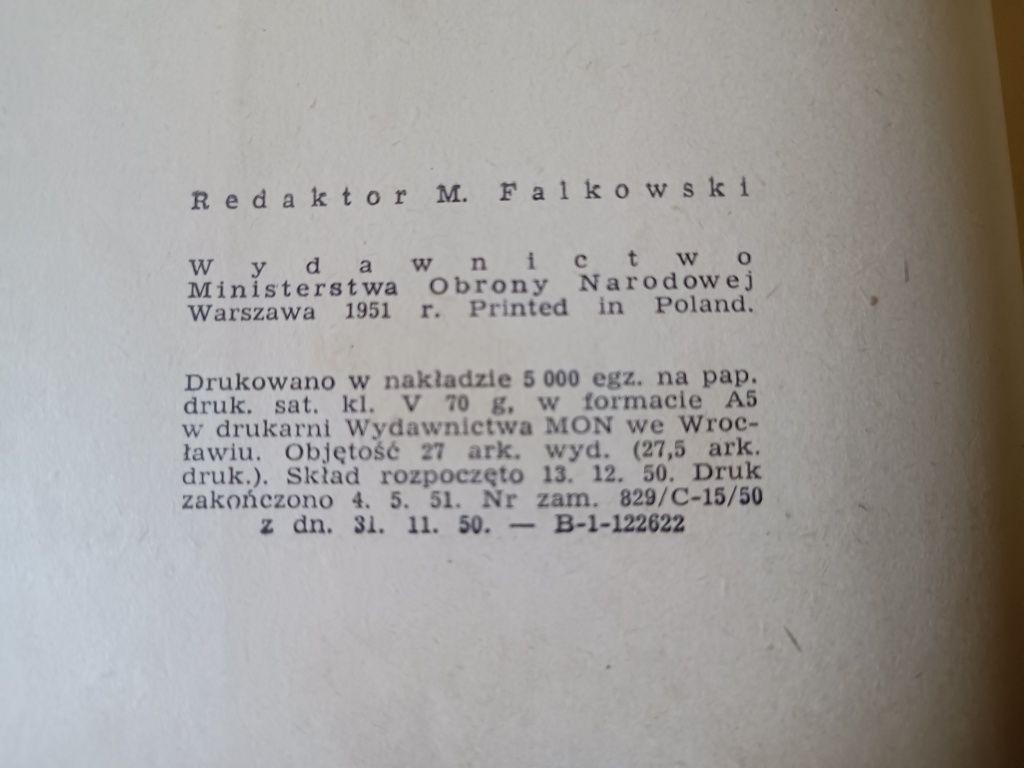 Redaktor M. Falkowski
Wydawnictwo
Ministerstwa Obrony Narodowej
Warszawa 1951 r. Printed in Poland.
Drukowano w nakładzie 5 000 egz. na pap.
druk. sat. kl. V 70 g, w formacie A5
w drukarni Wydawnictwa MON we Wroc-
ławiu. Objętość 27 ark. wyd. (27,5 ark.
druk.). Skład rozpoczęto 13. 12. 50. Druk
zakończono 4. 5. 51. Nr zam. 829/C-15/50
z dn. 31. 11. 50. — B-1-122622